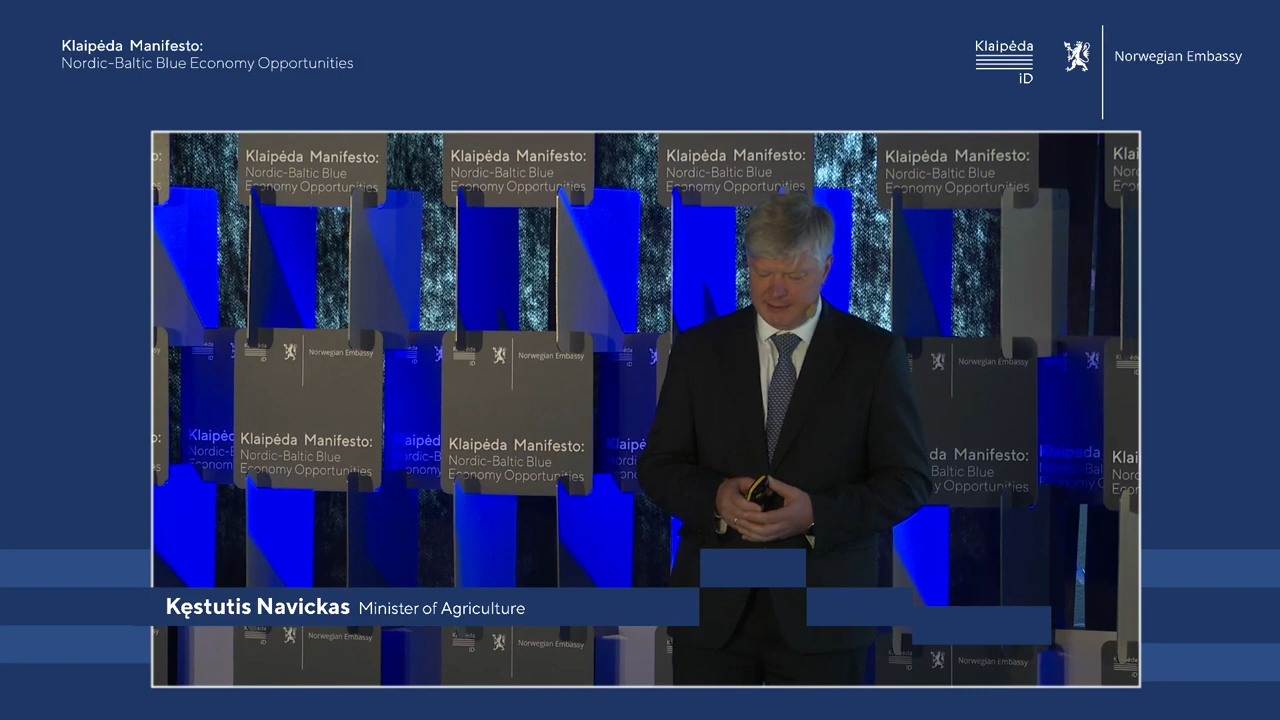 Klaipėda Manifesto:
Nordic-Baltic Blue Economy Opportunities
Klaipėda
iD
Norwegian Embassy
Klaipėda Manifesto:
Nordic-Baltic Blue
Economy Opportunities
Klaipėda Manifesto:
Nordic-Baltic Blue
Economy Opportunities
Klaipėda Manifesto:
Nordic-Baltic Blue
Economy Opportunities
Klaipėda Manifesto:
Nordic-Baltic Blue
Economy Opportunities
Norwegian Embassy
Norwegian Embassy
Norwegian Embassy
Klaipėda Manifesto:
Nordic-Baltic Blue
Economy Opportunities
Klaipėda Manifesto:
Nordic-Baltic Blue
Economy Opportunities
Kęstutis Navickas Minister of Agriculture
Norwegian Embassy
Norwegian Embassy
Norwegian Embassy